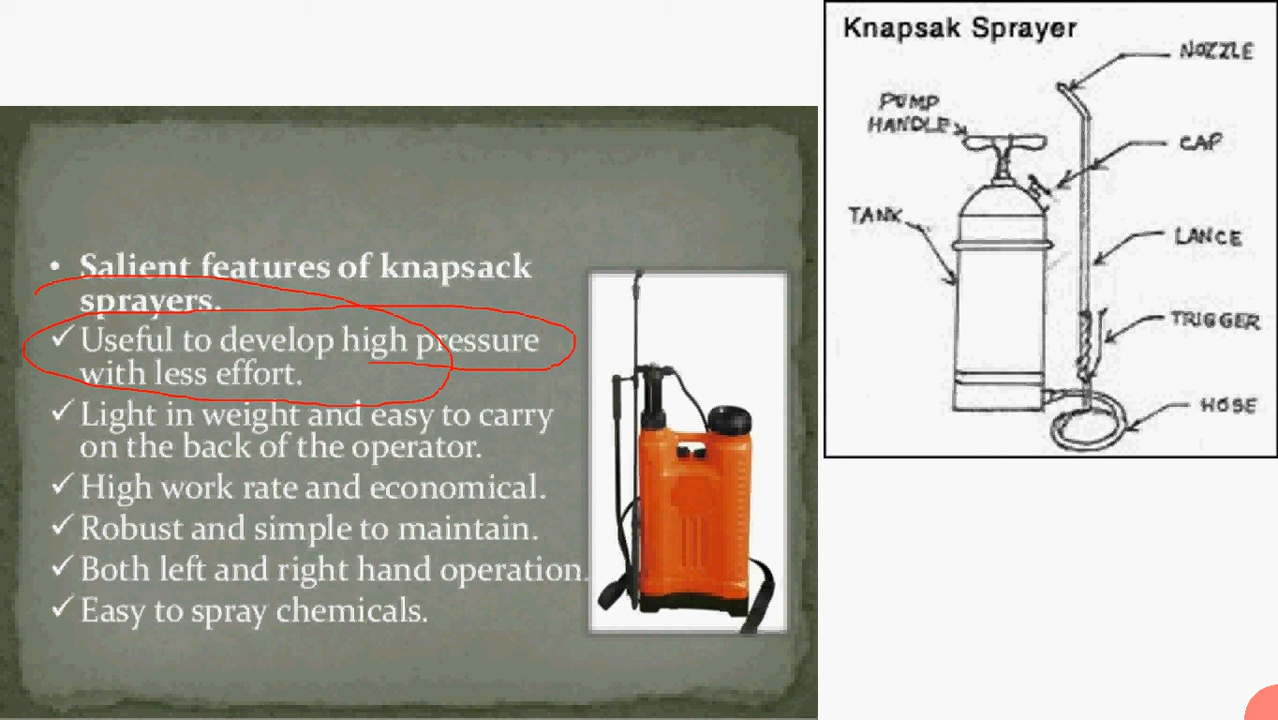 • Salient features of knapsack
sprayers.
✓ Useful to develop high pressure
with less effort.
✓ Light in weight and easy to carry
on the back of the operator.
✓ High work rate and economical.
✓ Robust and simple to maintain.
✓ Both left and right hand operation.
✓ Easy to spray chemicals.
Knapsak Sprayer
NOZZLE
PUMP
HANDLE
CAP
TANK
LANCE
TRIGGER
HOSE